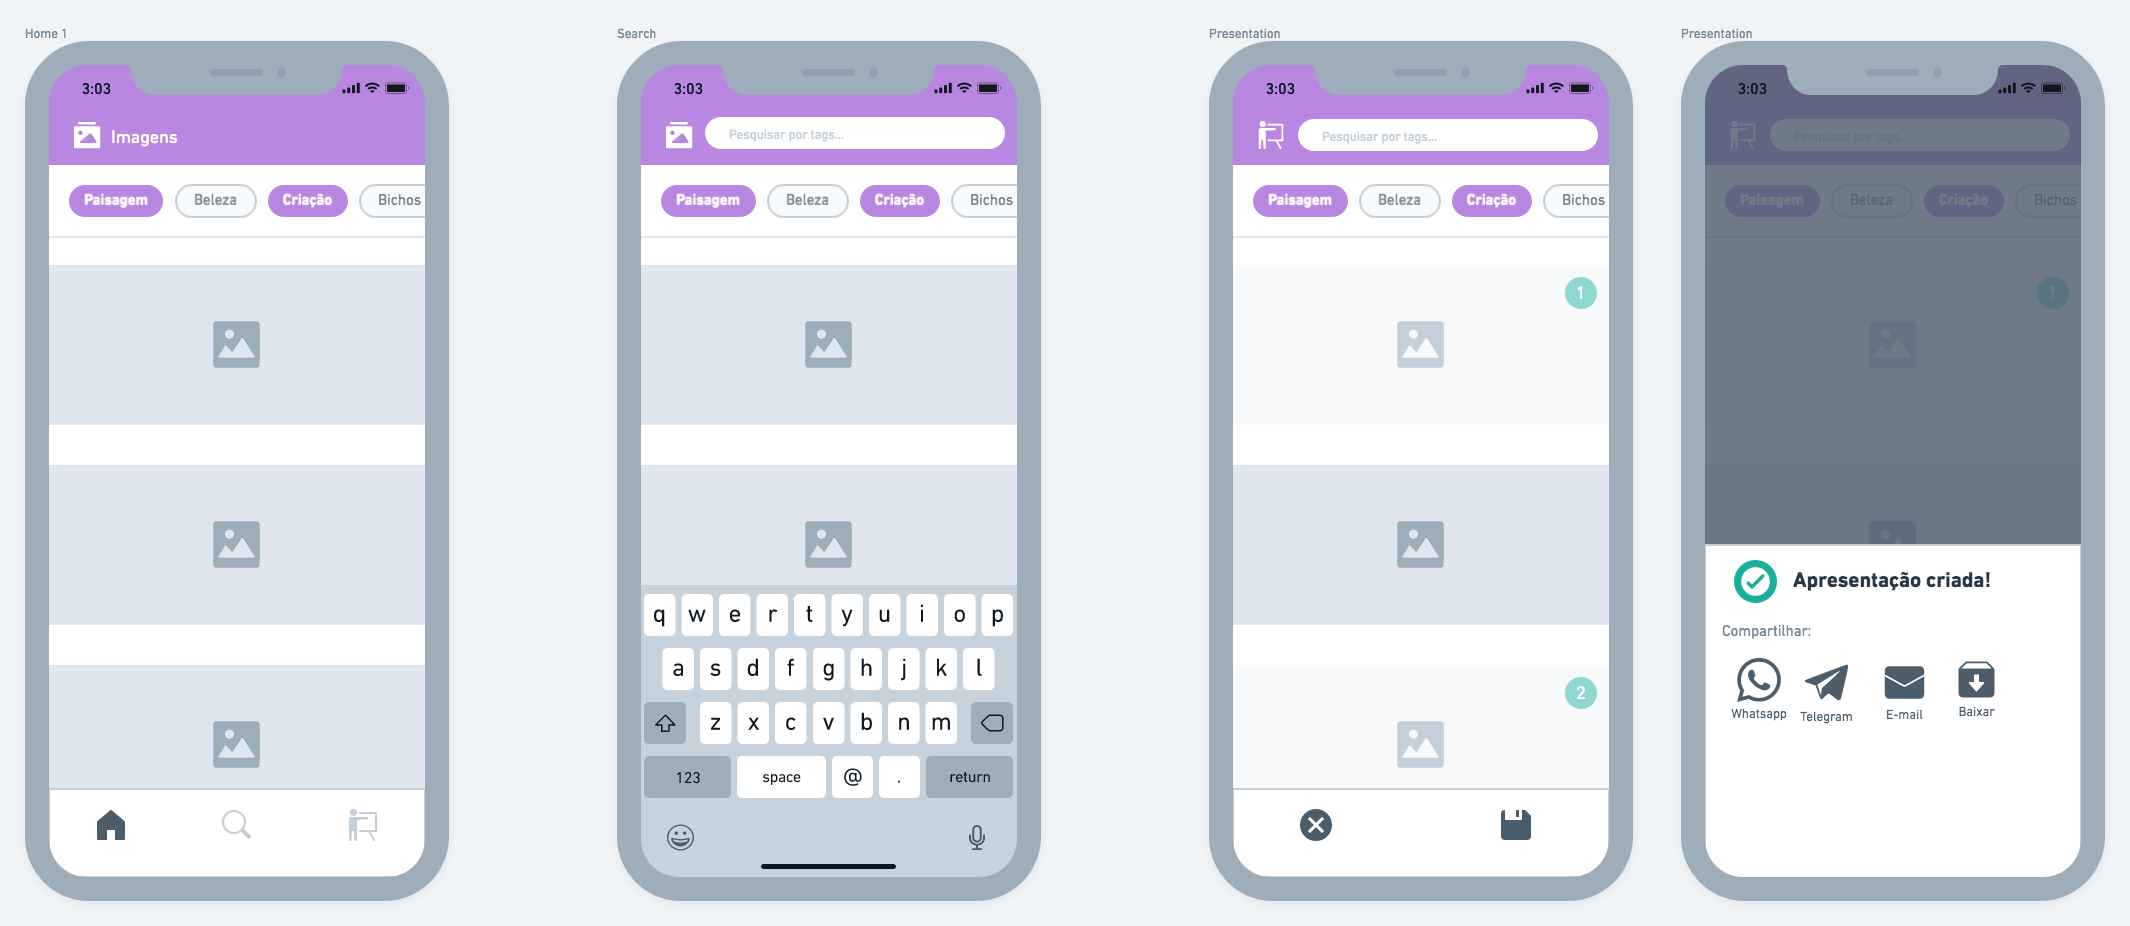 Home 1
3:03
Imagens
Paisagem Beleza Criação Bichos
Search
3:03
Pesquisar por tags...
Paisagem Beleza Criação Bichos
q w e r t y u i o p
a s d f g h j k l
z x c v b n m
123 space @ . return
Presentation
3:03
Pesquisar por tags...
Paisagem Beleza Criação Bichos
1
2
Presentation
3:03
Pesquisar por tags...
Paisagem Beleza Criação Bichos
1
Apresentação criada!
Compartilhar:
Whatsapp Telegram E-mail Baixar